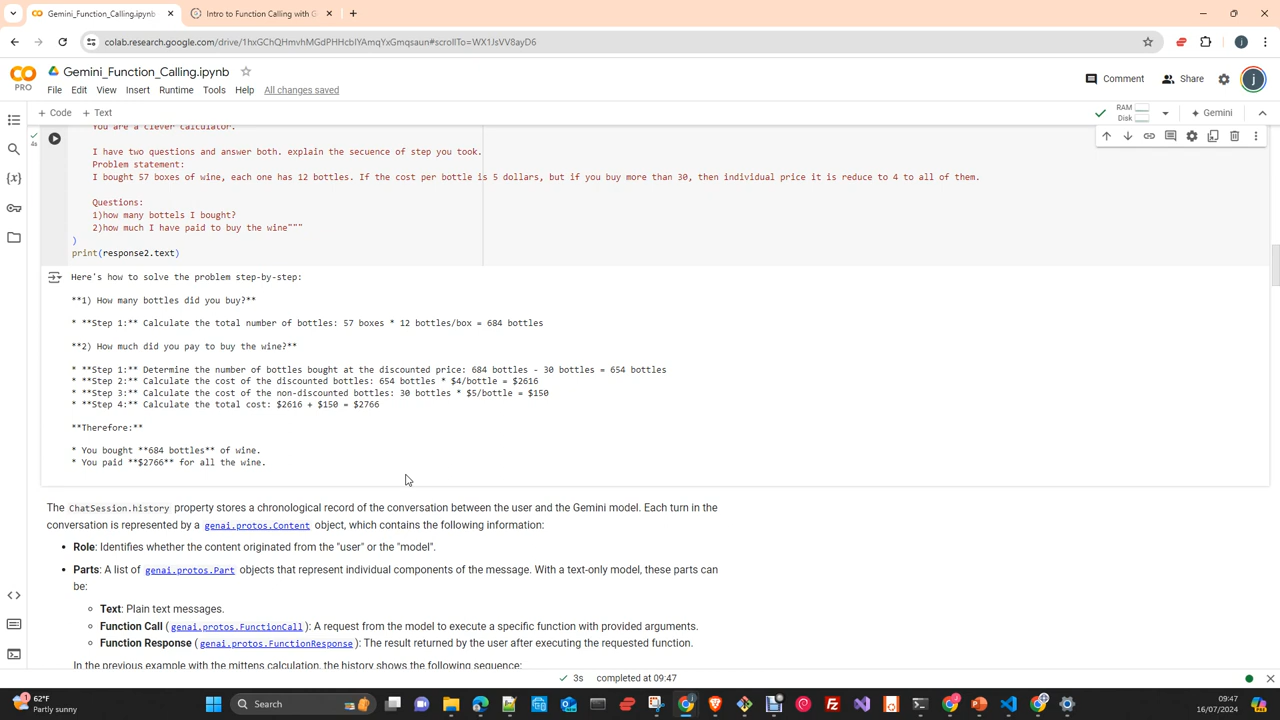 Gemini_Function_Calling.ipynb
Intro to Function Calling with G
colab.research.google.com/drive/1hxGChQHmvhMGdPHHcblYAmqYxGmqsaun#scrollTo=WX1JsVV8ayD6
j
CO
PRO
Gemini_Function_Calling.ipynb
Comment
Share
j
File Edit View Insert Runtime Tools Help All changes saved
+ Code + Text
RAM
Disk
Gemini
4s
You are a clever calculator.
I have two questions and answer both. explain the secuence of step you took.
Problem statement:
I bought 57 boxes of wine, each one has 12 bottles. If the cost per bottle is 5 dollars, but if you buy more than 30, then individual price it is reduce to 4 to all of them.
Questions:
1)how many bottels I bought?
2)how much I have paid to buy the wine"""
)
print(response2.text)
Here's how to solve the problem step-by-step:
**1) How many bottles did you buy?**
* **Step 1:** Calculate the total number of bottles: 57 boxes * 12 bottles/box = 684 bottles
**2) How much did you pay to buy the wine?**
* **Step 1:** Determine the number of bottles bought at the discounted price: 684 bottles - 30 bottles = 654 bottles
* **Step 2:** Calculate the cost of the discounted bottles: 654 bottles * $4/bottle = $2616
* **Step 3:** Calculate the cost of the non-discounted bottles: 30 bottles * $5/bottle = $150
* **Step 4:** Calculate the total cost: $2616 + $150 = $2766
**Therefore:**
* You bought **684 bottles** of wine.
* You paid **$2766** for all the wine.
The ChatSession.history property stores a chronological record of the conversation between the user and the Gemini model. Each turn in the
conversation is represented by a genai.protos.Content object, which contains the following information:
• Role: Identifies whether the content originated from the "user" or the "model".
• Parts: A list of genai.protos.Part objects that represent individual components of the message. With a text-only model, these parts can
be:
Text: Plain text messages.
Function Call (genai.protos.FunctionCall): A request from the model to execute a specific function with provided arguments.
Function Response (genai.protos.FunctionResponse): The result returned by the user after executing the requested function.
In the previous example with the mittens calculation, the history shows the following sequence:
3s completed at 09:47
62°F
Partly sunny
Search
09:47
16/07/2024